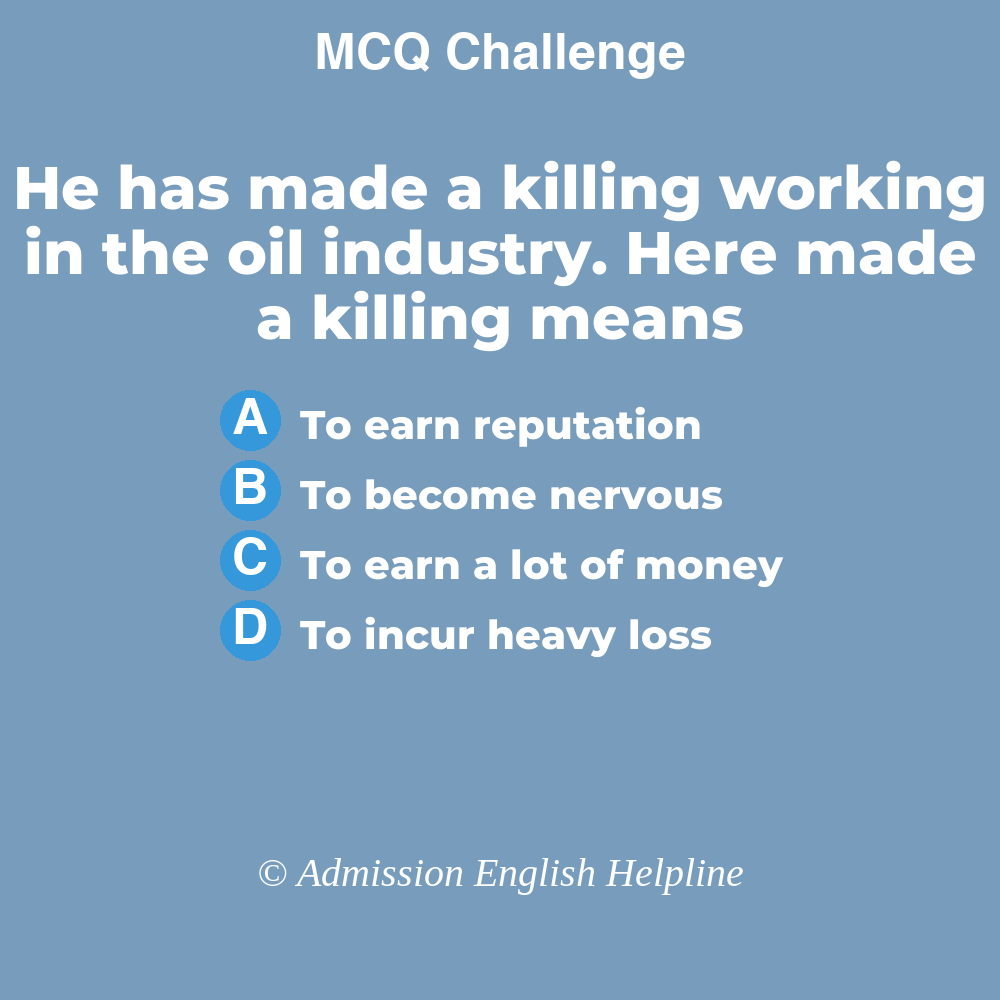 MCQ Challenge
He has made a killing working
in the oil industry. Here made
a killing means
A To earn reputation
B To become nervous
C To earn a lot of money
D To incur heavy loss
© Admission English Helpline